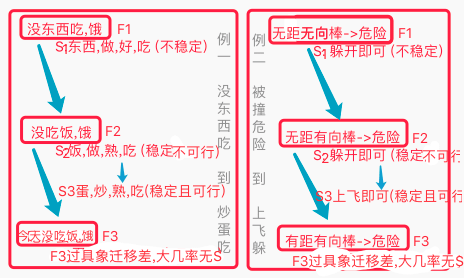 没东西吃,饿 F1
S1东西,做,好,吃 (不稳定)
没吃饭,饿 F2
S2饭,做,熟,吃 (稳定不可行)
S3蛋,炒,熟,吃(稳定且可行)
今天没吃饭,饿 F3
F3过具象迁移差,大几率无S
例一 没东西吃 到 炒蛋吃
例二 被撞危险 到 上飞躲
无距无向棒->危险 F1
S1躲开即可 (不稳定)
无距有向棒->危险 F2
S2躲开即可 (稳定不可行
S3上飞即可(稳定且可行
有距有向棒->危险 F3
F3过具象迁移差,大几率无S